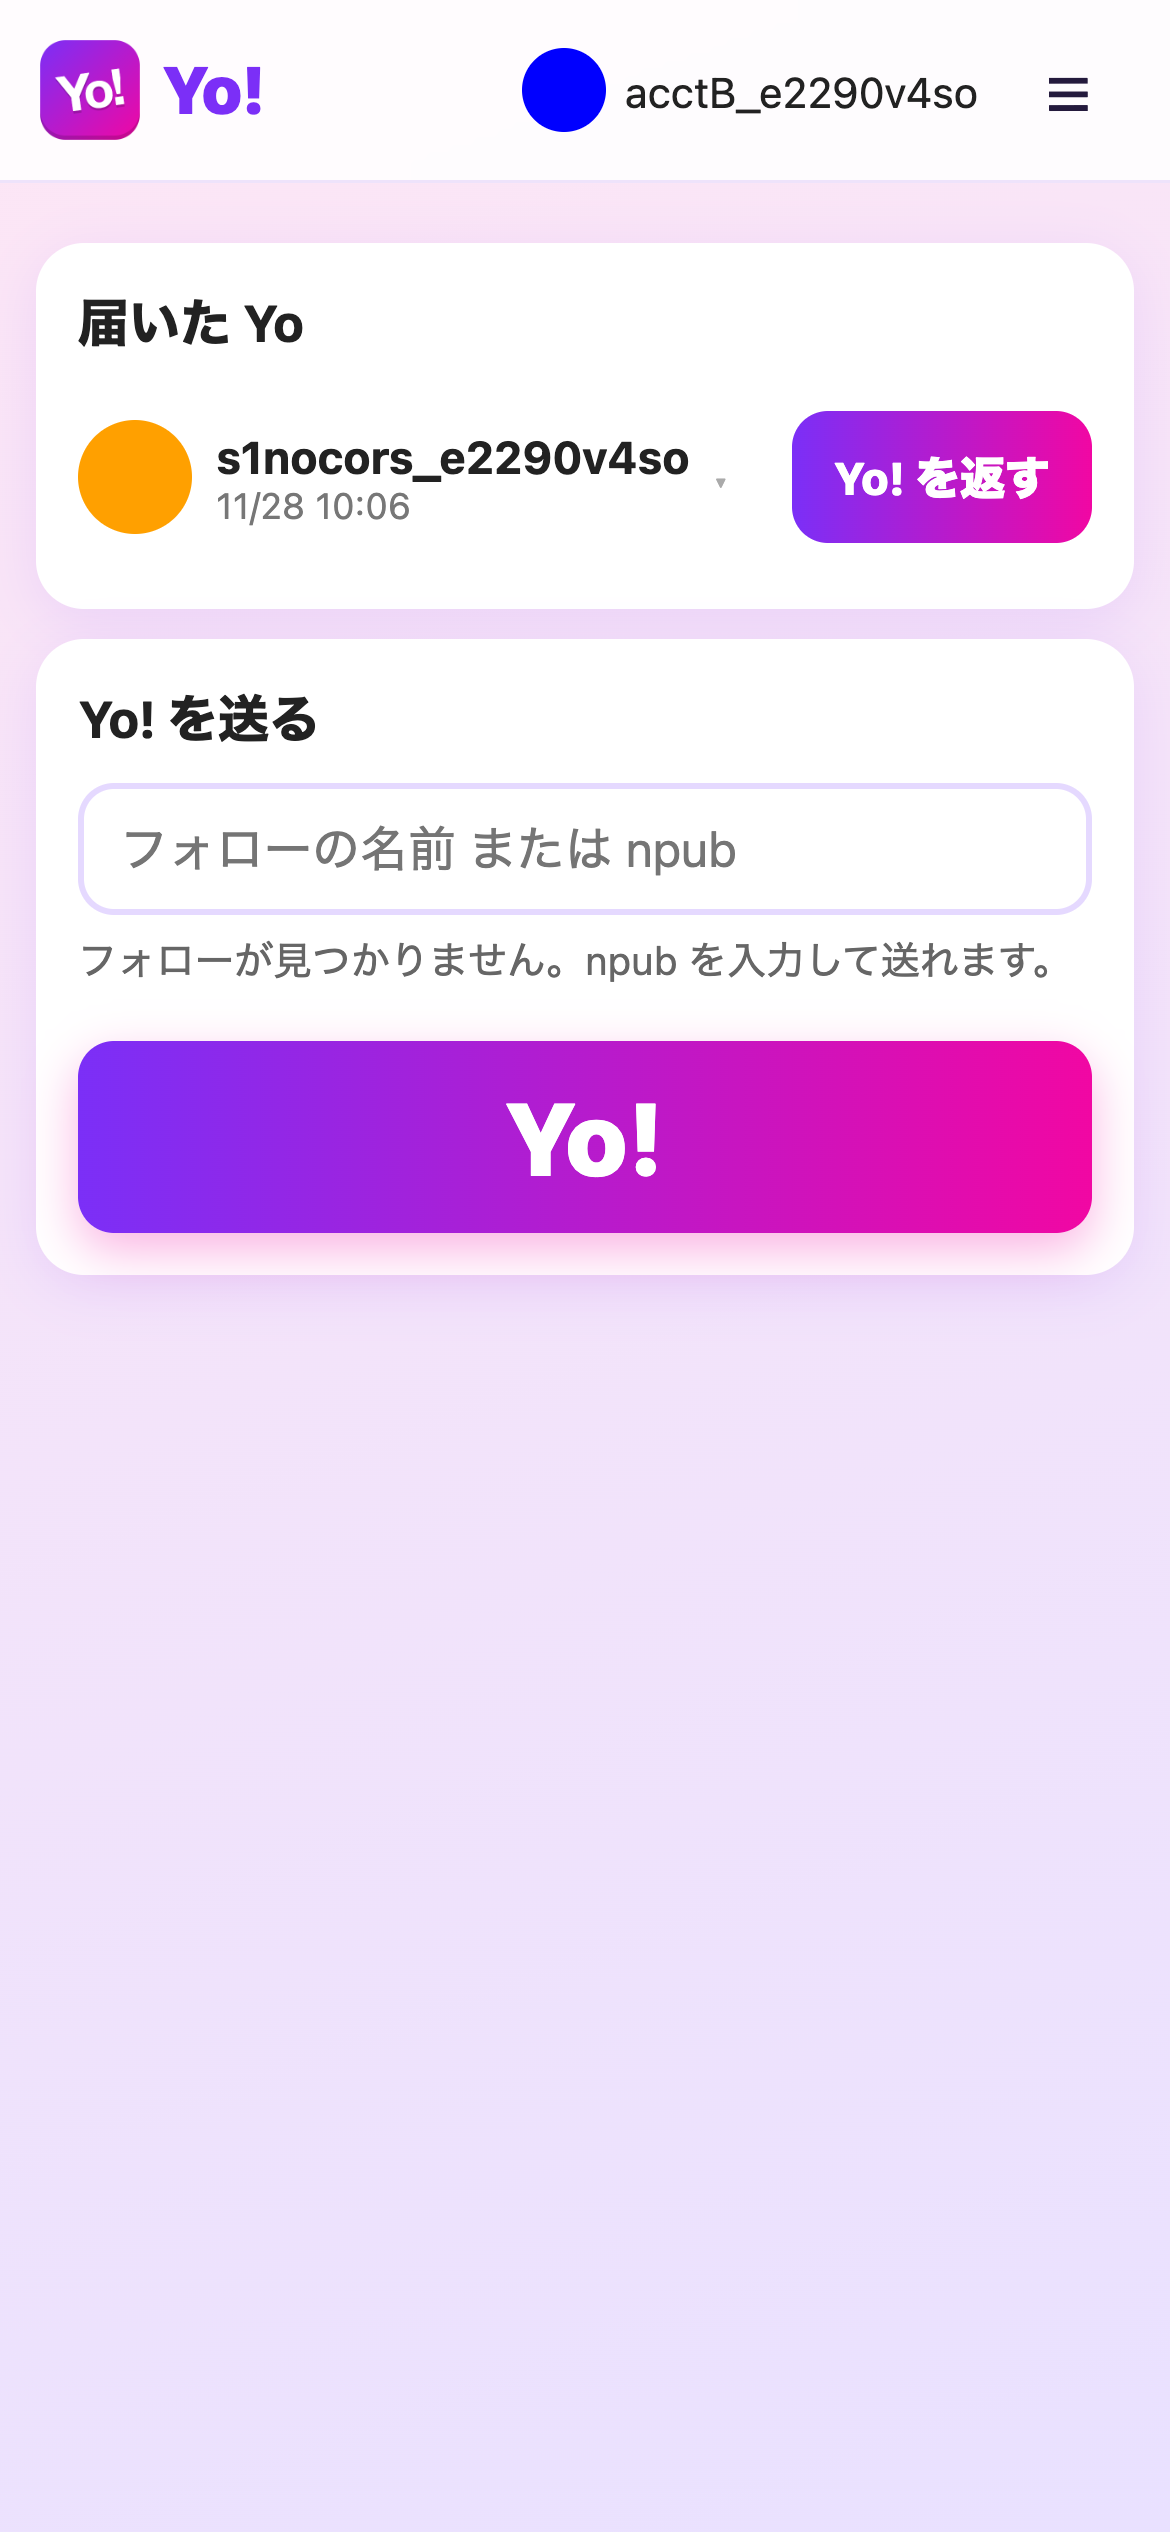 Yo! Yo! acctB_e2290v4so
届いた Yo
s1nocors_e2290v4so
11/28 10:06
Yo! を返す
Yo! を送る
フォローの名前 または npub
フォローが見つかりません。npub を入力して送れます。
Yo!